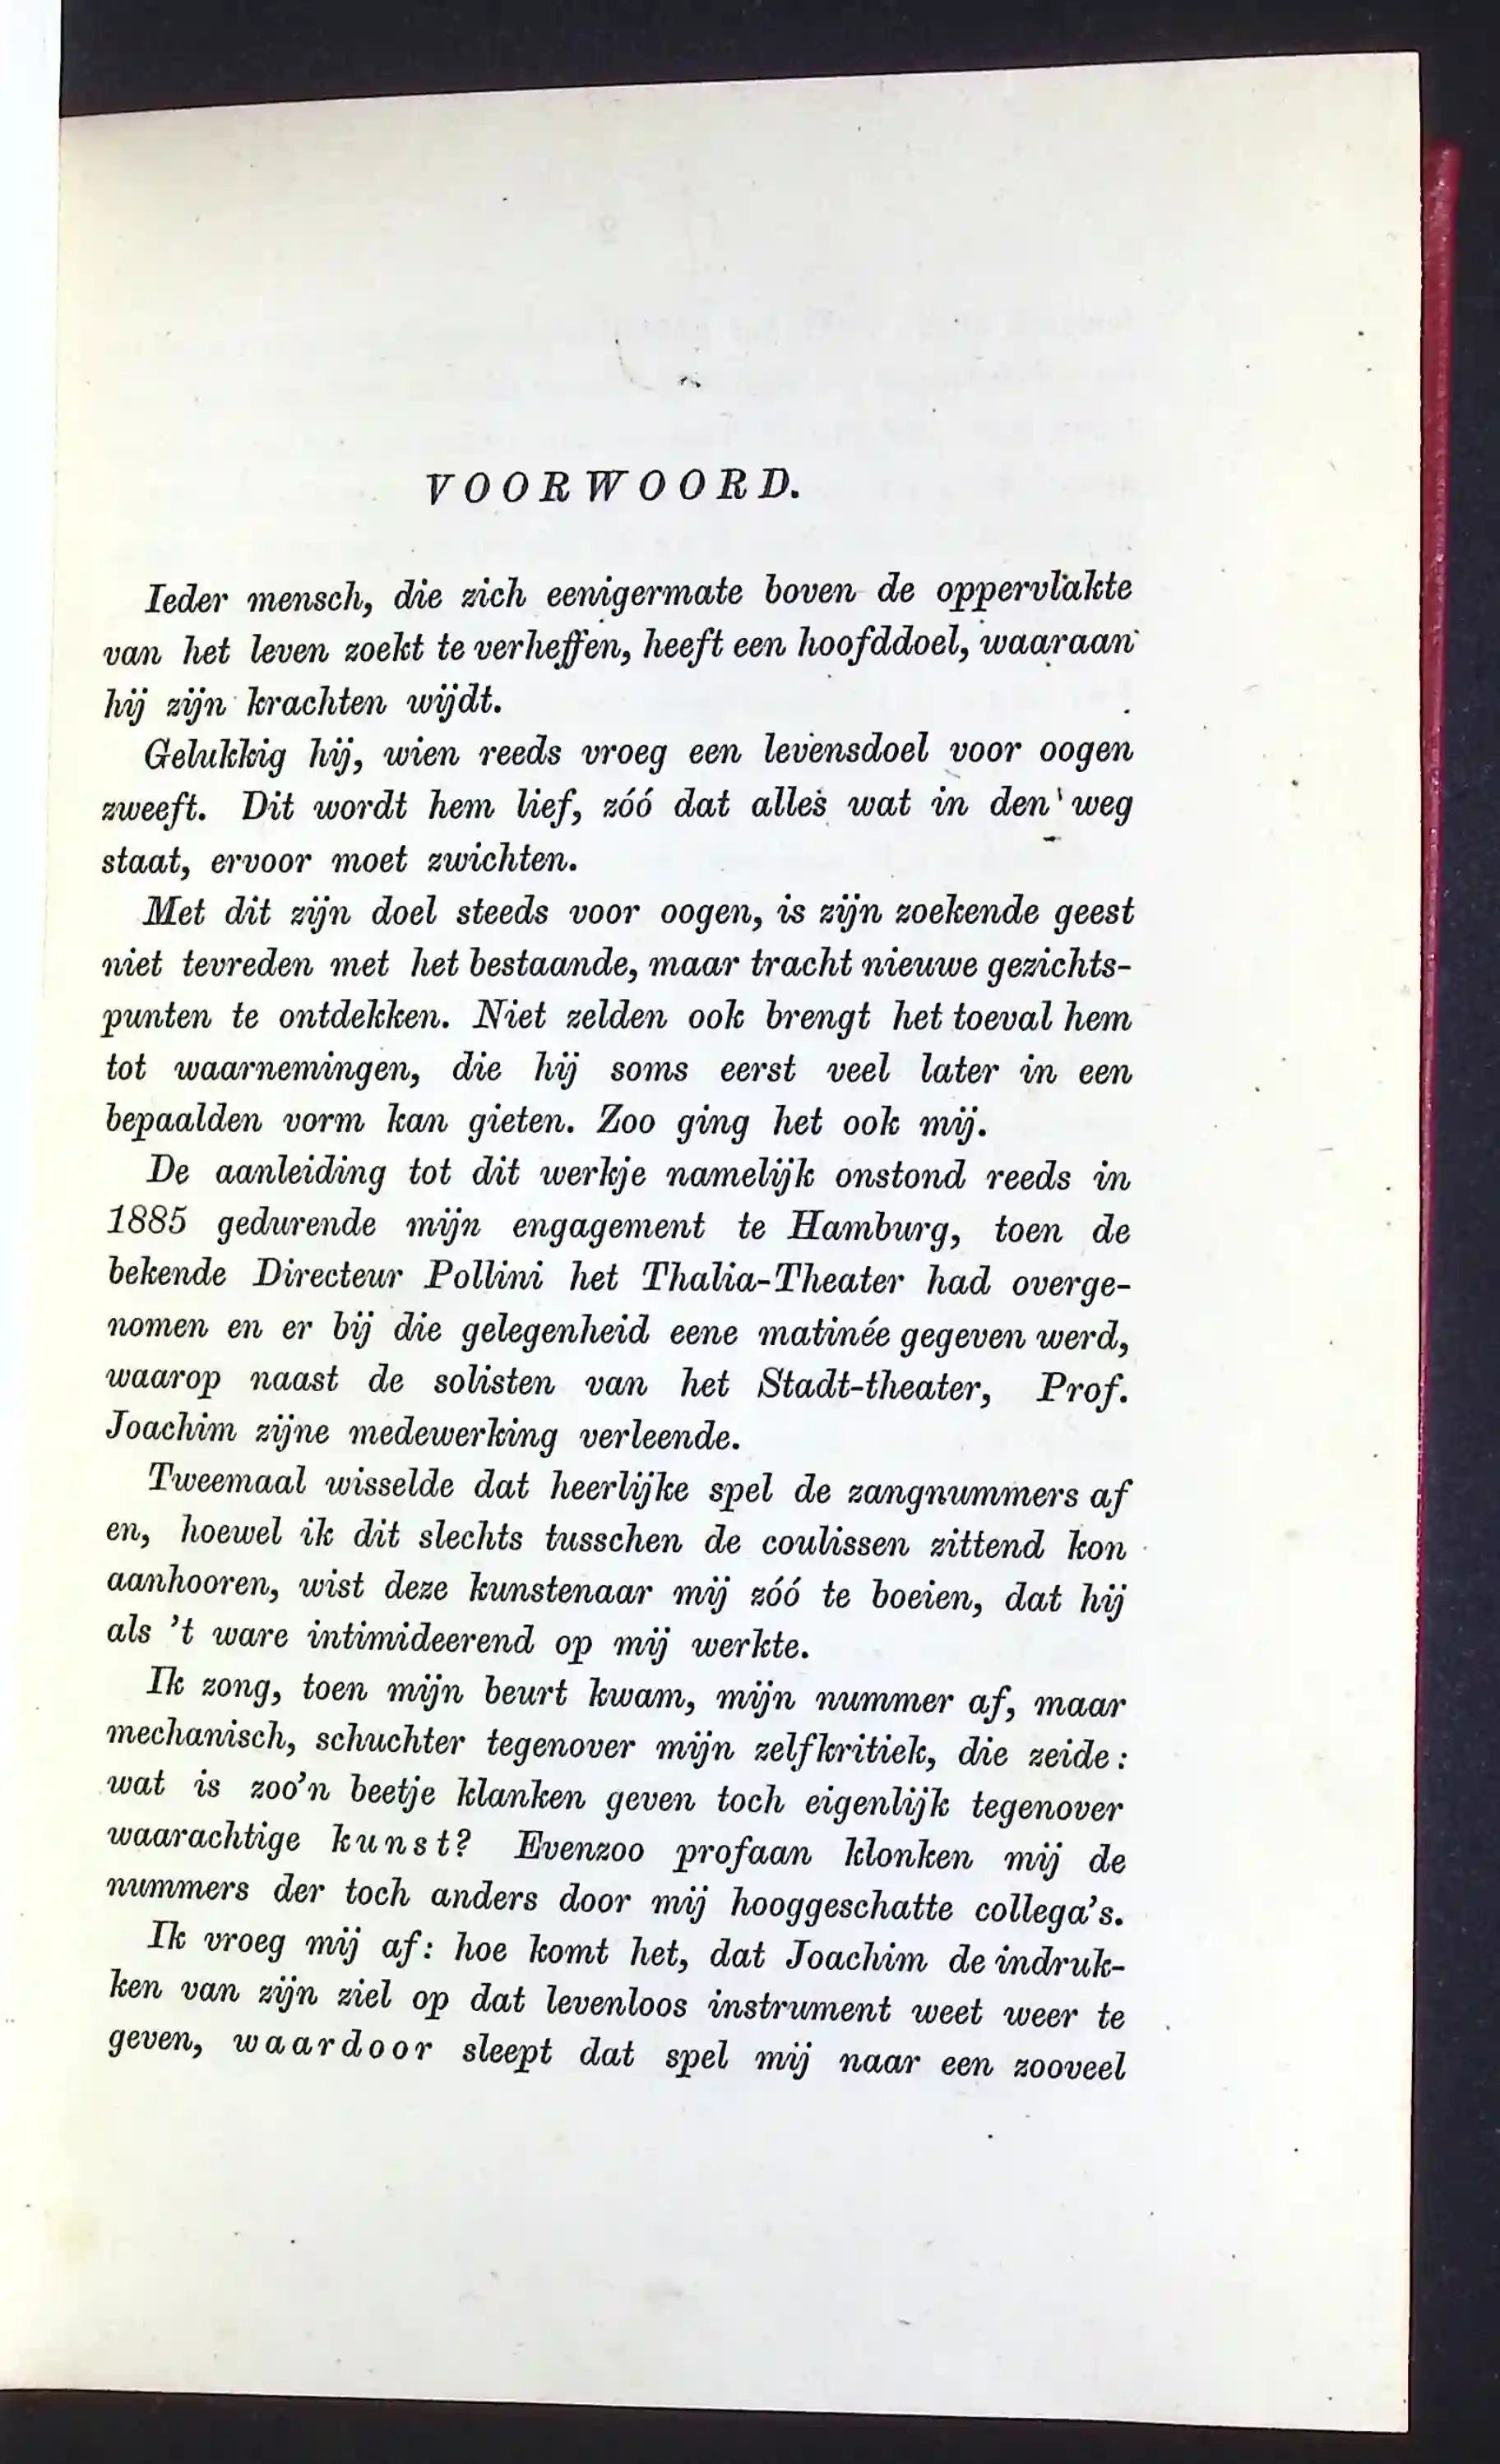 VOORWOORD.
Ieder mensch, die zich eenigermate boven de oppervlakte
van het leven zoekt te verheffen, heeft een hoofddoel, waaraan
hij zijn krachten wijdt.
Gelukkig hij, wien reeds vroeg een levensdoel voor oogen
zweeft. Dit wordt hem lief, zóó dat alles wat in den weg
staat, ervoor moet zwichten.
Met dit zijn doel steeds voor oogen, is zijn zoekende geest
niet tevreden met het bestaande, maar tracht nieuwe gezichts-
punten te ontdekken. Niet zelden ook brengt het toeval hem
tot waarnemingen, die hij soms eerst veel later in een
bepaalden vorm kan gieten. Zoo ging het ook mij.
De aanleiding tot dit werkje namelijk onstond reeds in
1885 gedurende mijn engagement te Hamburg, toen de
bekende Directeur Pollini het Thalia-Theater had overge-
nomen en er bij die gelegenheid eene matinée gegeven werd,
waarop naast de solisten van het Stadt-theater, Prof.
Joachim zijne medewerking verleende.
Tweemaal wisselde dat heerlijke spel de zangnummers af
en, hoewel ik dit slechts tusschen de coulissen zittend kon
aanhooren, wist deze kunstenaar mij zóó te boeien, dat hij
als 't ware intimideerend op mij werkte.
Ik zong, toen mijn beurt kwam, mijn nummer af, maar
mechanisch, schuchter tegenover mijn zelfkritiek, die zeide:
wat is zoo'n beetje klanken geven toch eigenlijk tegenover
waarachtige kunst? Evenzoo profaan klonken mij de
nummers der toch anders door mij hooggeschatte collega's.
Ik vroeg mij af: hoe komt het, dat Joachim de indruk-
ken van zijn ziel op dat levenloos instrument weet weer te
geven, waardoor sleept dat spel mij naar een zooveel